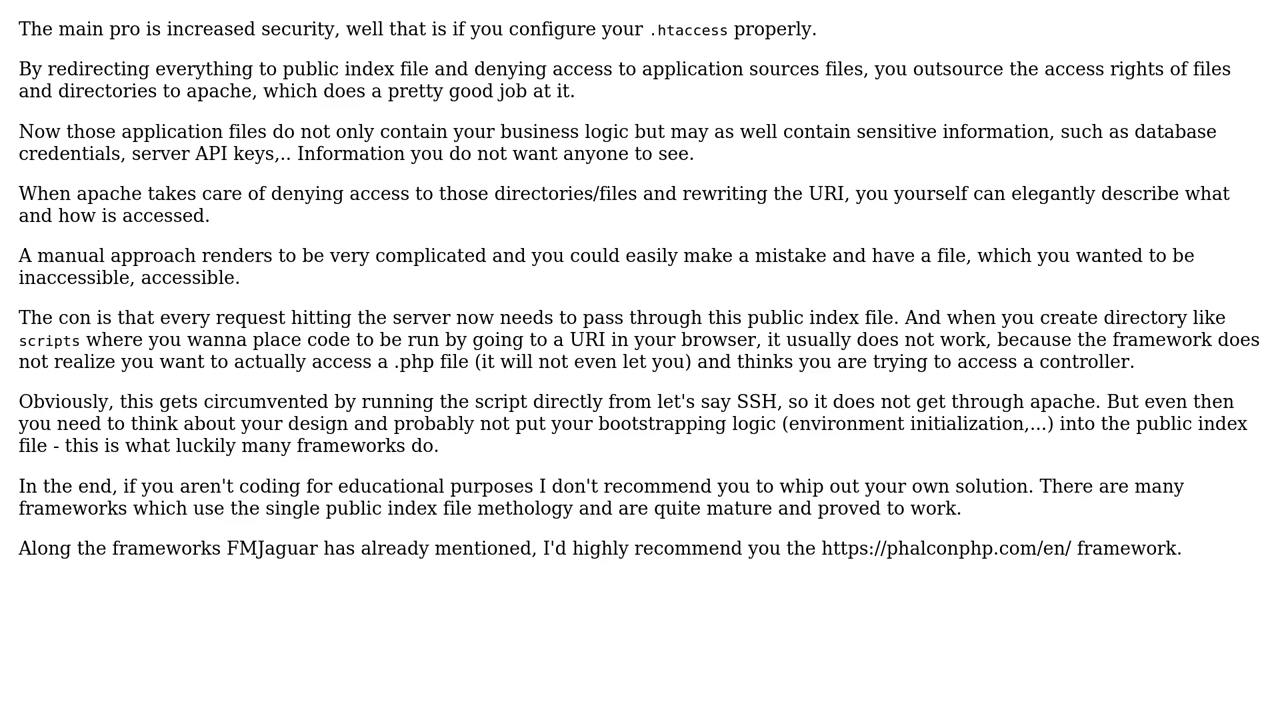 The main pro is increased security, well that is if you configure your .htaccess properly.
By redirecting everything to public index file and denying access to application sources files, you outsource the access rights of files
and directories to apache, which does a pretty good job at it.
Now those application files do not only contain your business logic but may as well contain sensitive information, such as database
credentials, server API keys,.. Information you do not want anyone to see.
When apache takes care of denying access to those directories/files and rewriting the URI, you yourself can elegantly describe what
and how is accessed.
A manual approach renders to be very complicated and you could easily make a mistake and have a file, which you wanted to be
inaccessible, accessible.
The con is that every request hitting the server now needs to pass through this public index file. And when you create directory like
scripts where you wanna place code to be run by going to a URI in your browser, it usually does not work, because the framework does
not realize you want to actually access a .php file (it will not even let you) and thinks you are trying to access a controller.
Obviously, this gets circumvented by running the script directly from let's say SSH, so it does not get through apache. But even then
you need to think about your design and probably not put your bootstrapping logic (environment initialization,...) into the public index
file - this is what luckily many frameworks do.
In the end, if you aren't coding for educational purposes I don't recommend you to whip out your own solution. There are many
frameworks which use the single public index file methology and are quite mature and proved to work.
Along the frameworks FMJaguar has already mentioned, I'd highly recommend you the https://phalconphp.com/en/ framework.